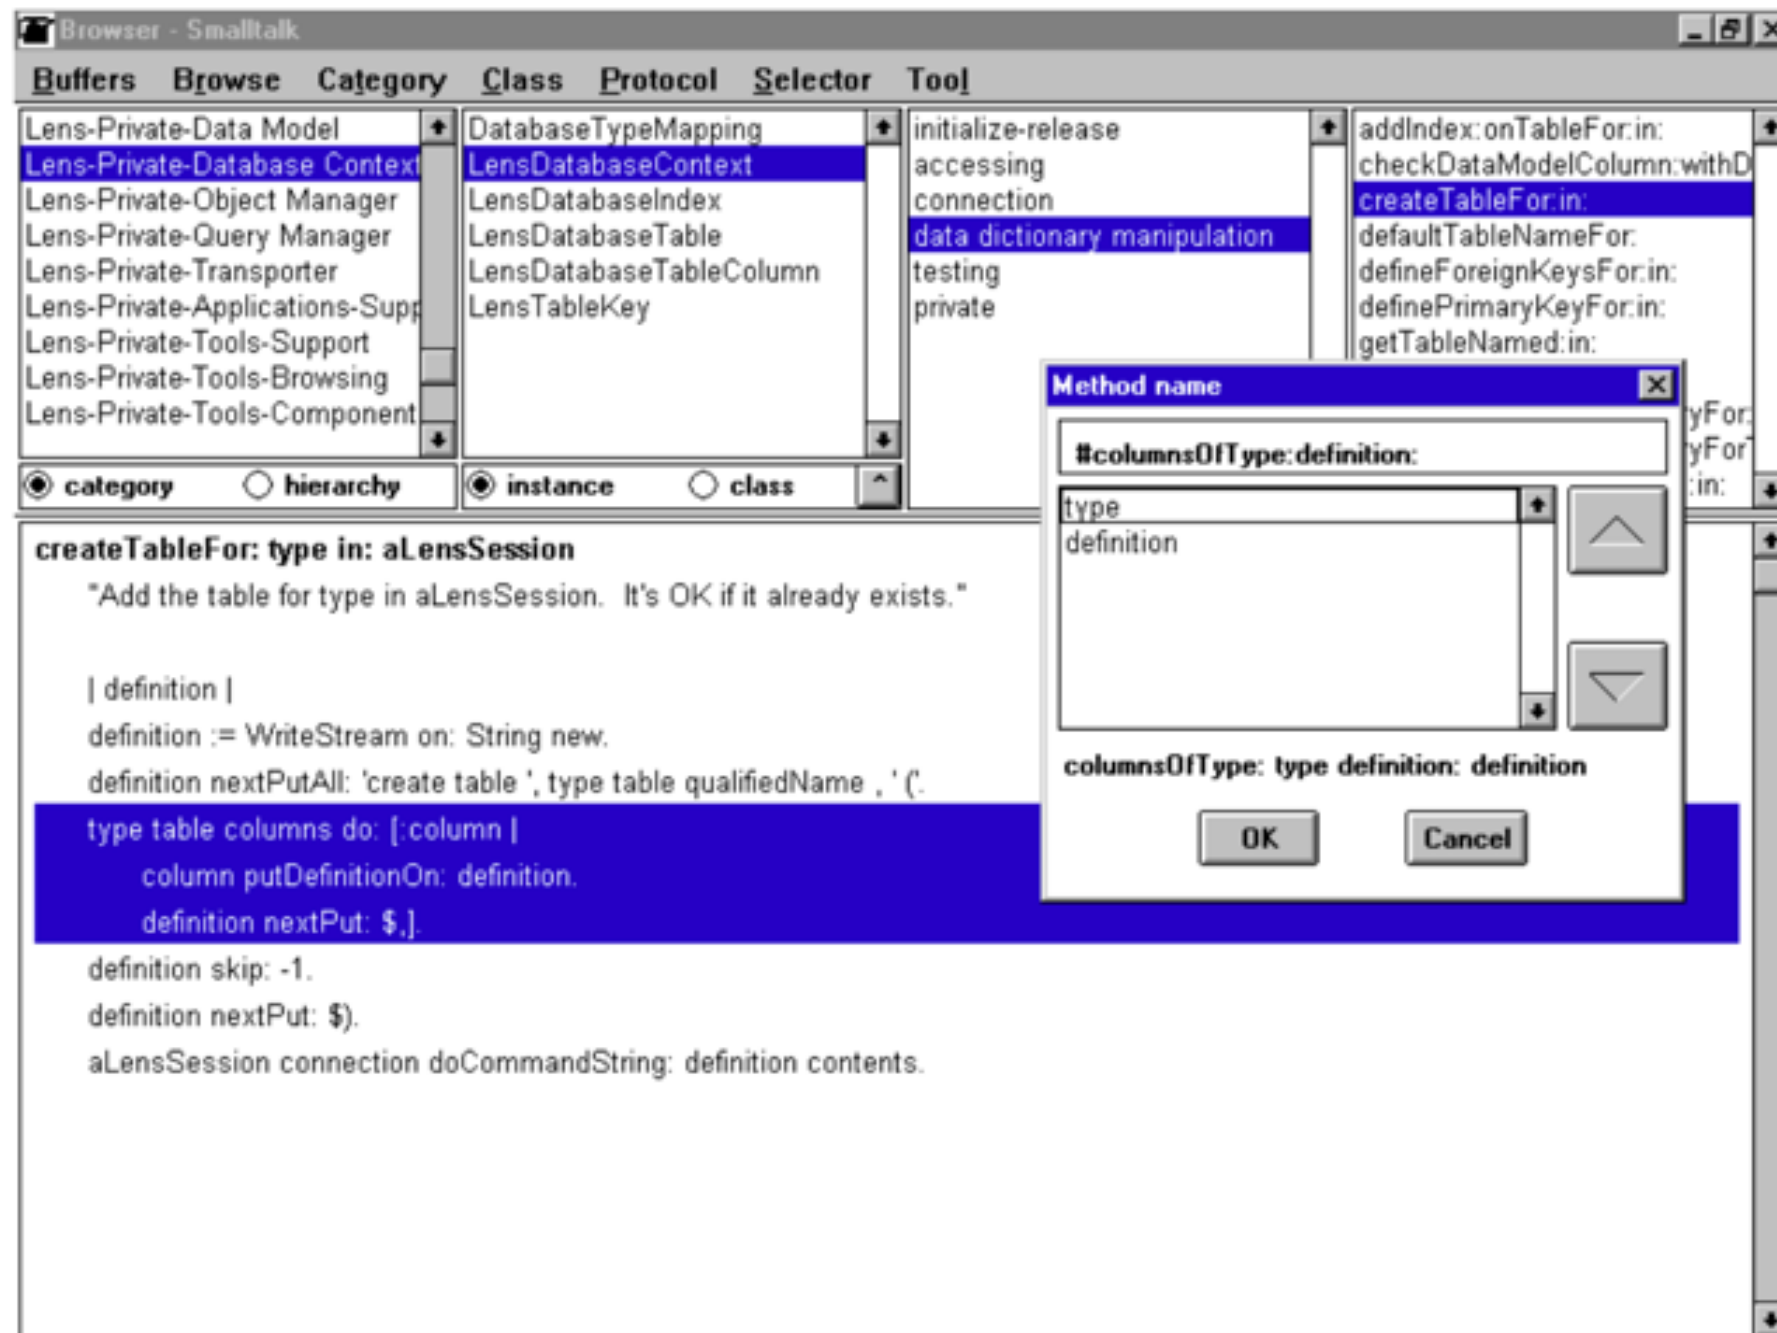 Browser - Smalltalk
Buffers Browse Category Class Protocol Selector Tool
Lens-Private-Data Model
Lens-Private-Database Context
Lens-Private-Object Manager
Lens-Private-Query Manager
Lens-Private-Transporter
Lens-Private-Applications-Supp
Lens-Private-Tools-Support
Lens-Private-Tools-Browsing
Lens-Private-Tools-Component
category hierarchy
DatabaseTypeMapping
LensDatabaseContext
LensDatabaseIndex
LensDatabaseTable
LensDatabaseTableColumn
LensTableKey
instance class
initialize-release
accessing
connection
data dictionary manipulation
testing
private
addIndex:onTableFor:in:
checkDataModelColumn:withD
createTableFor:in:
defaultTableNameFor:
defineForeignKeysFor:in:
definePrimaryKeyFor:in:
getTableNamed:in:
yFor:
yForT
:in:
Method name
#columnsOfType:definition:
type
definition
columnsOfType: type definition: definition
OK Cancel
createTableFor: type in: aLensSession
"Add the table for type in aLensSession. It's OK if it already exists."
| definition |
definition := WriteStream on: String new.
definition nextPutAll: 'create table ', type table qualifiedName , ' ('.
type table columns do: [:column |
column putDefinitionOn: definition.
definition nextPut: $,].
definition skip: -1.
definition nextPut: $).
aLensSession connection doCommandString: definition contents.